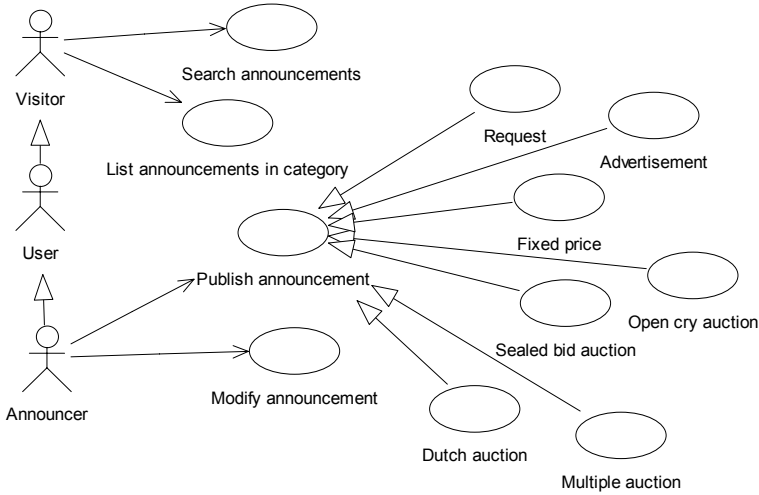 Search announcements
Visitor
Request
Advertisement
List announcements in category
User
Fixed price
Publish announcement
Open cry auction
Sealed bid auction
Modify announcement
Announcer
Dutch auction
Multiple auction